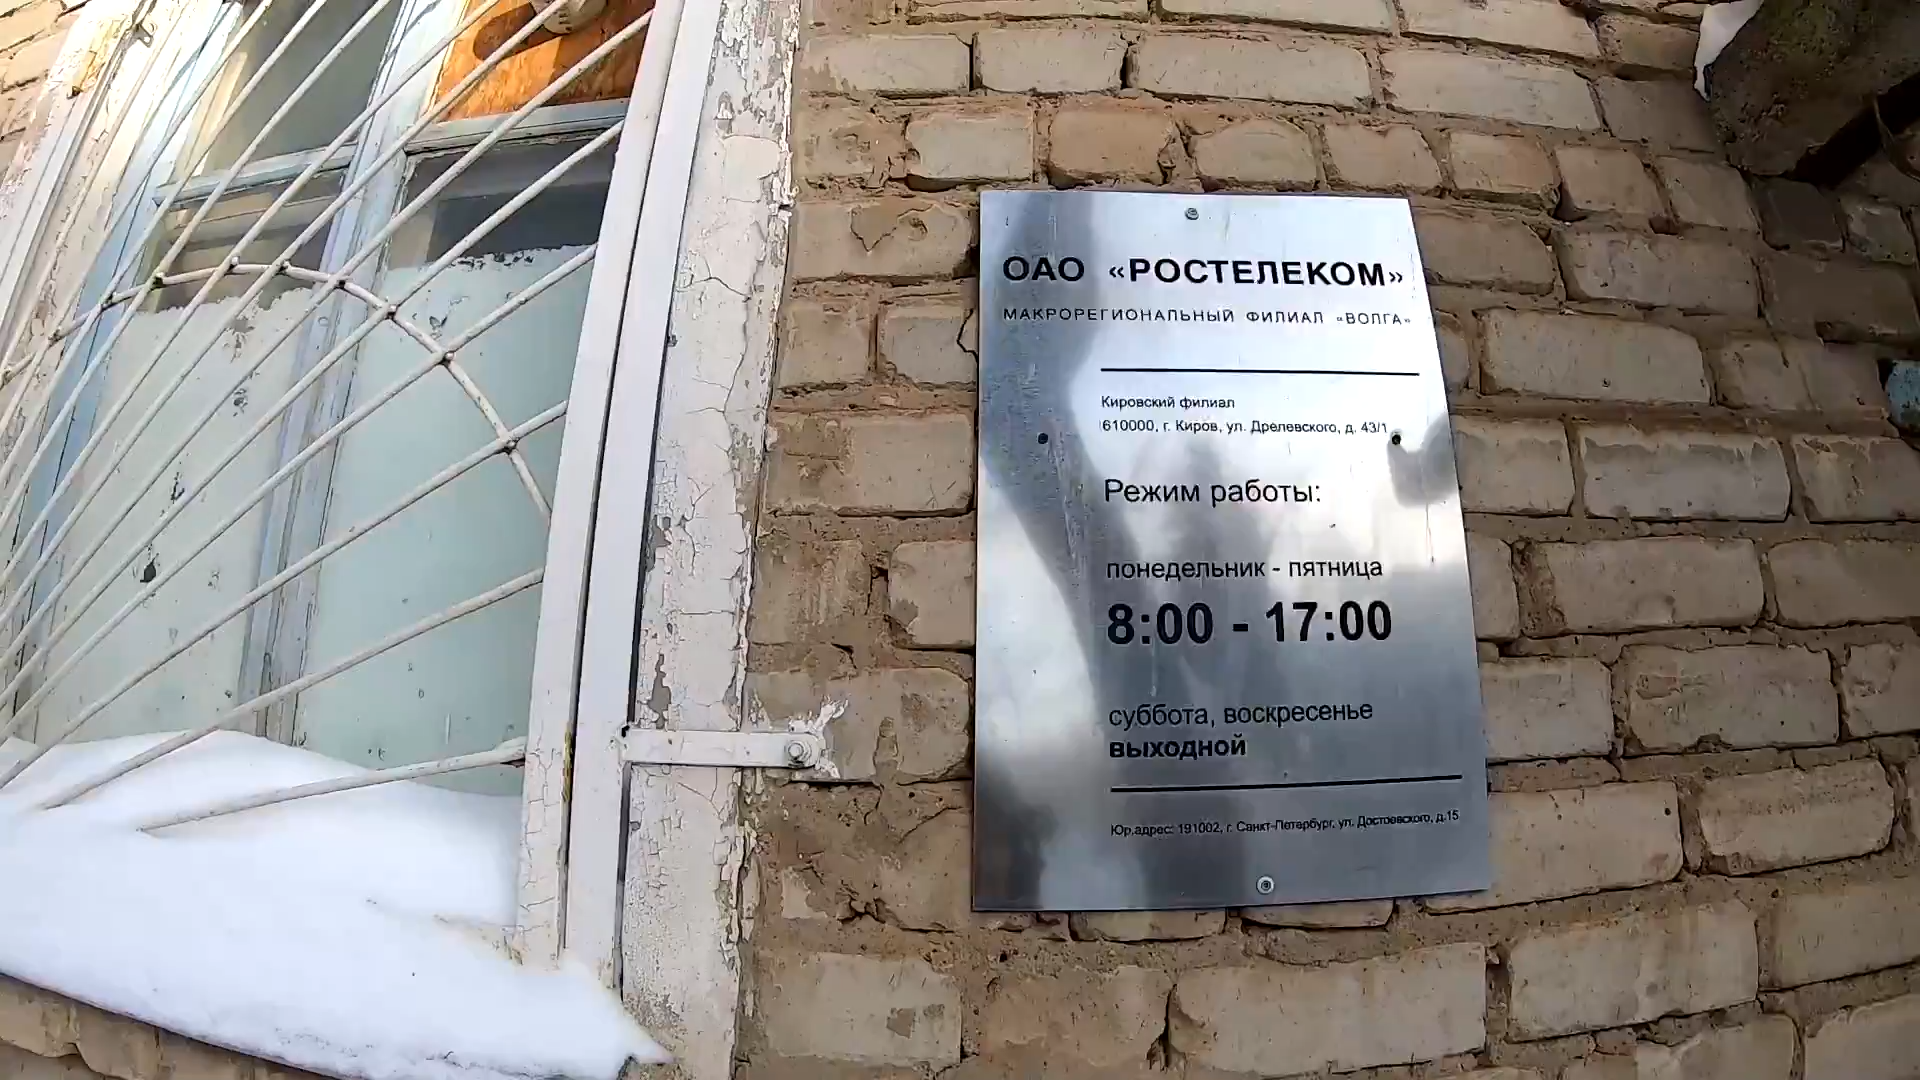 ОАО «РОСТЕЛЕКОМ»
МАКРОРЕГИОНАЛЬНЫЙ ФИЛИАЛ «ВОЛГА»
Кировский филиал
610000, г. Киров, ул. Дрелевского, д. 43/1
Режим работы:
понедельник - пятница
8:00 - 17:00
суббота, воскресенье
выходной
Юр.адрес: 191002, г. Санкт-Петербург, ул. Достоевского, д.15